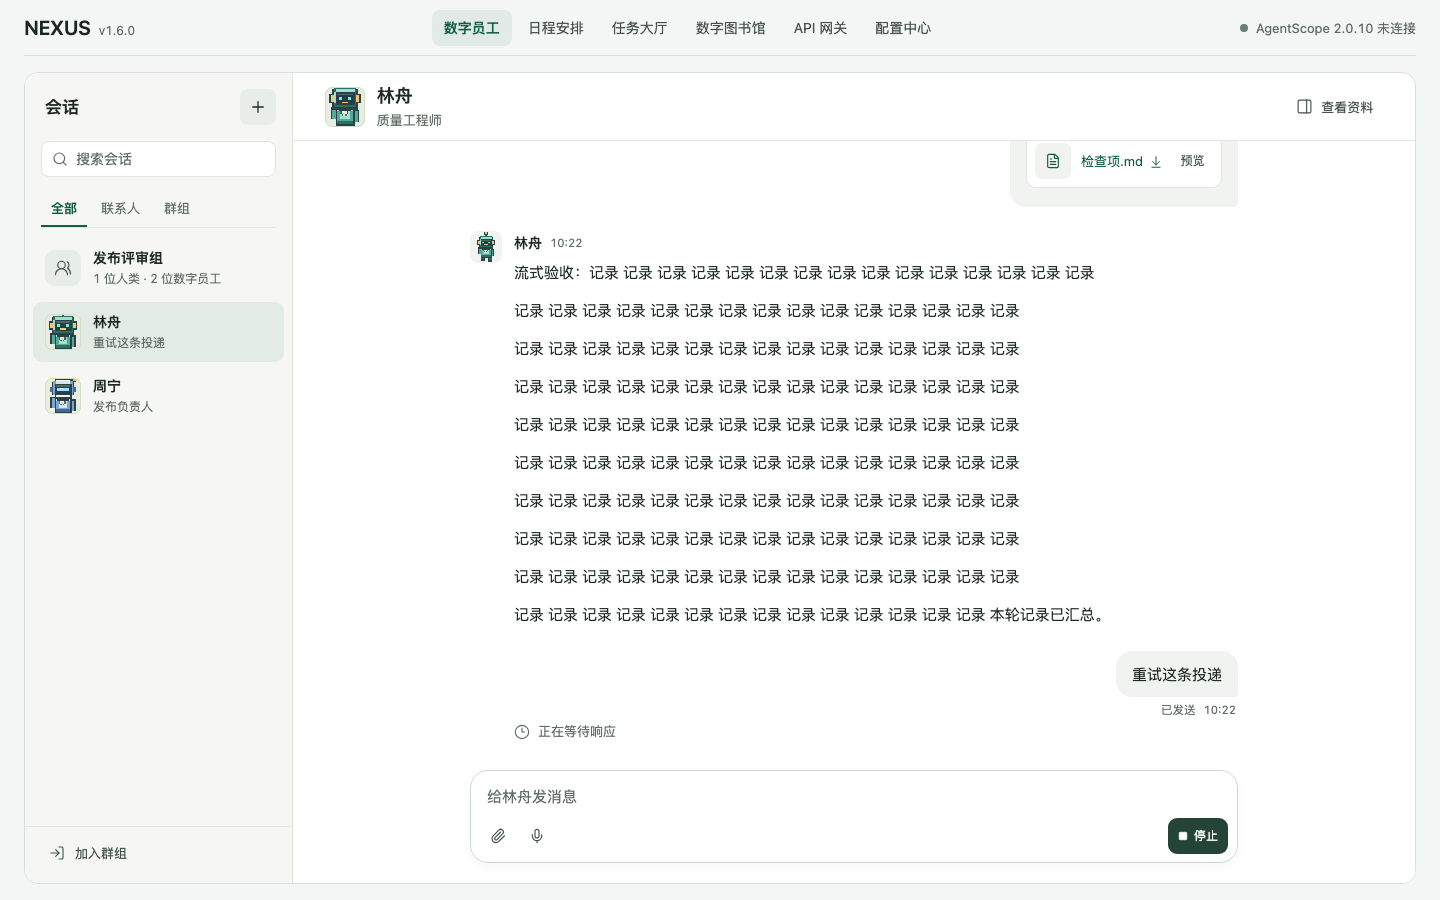 NEXUS v1.6.0
数字员工
日程安排
任务大厅
数字图书馆
API 网关
配置中心
AgentScope 2.0.10 未连接
会话
搜索会话
全部
联系人
群组
发布评审组
1 位人类 · 2 位数字员工
林舟
重试这条投递
周宁
发布负责人
加入群组
林舟
质量工程师
查看资料
检查项.md
预览
林舟 10:22
流式验收：记录 记录 记录 记录 记录 记录 记录 记录 记录 记录 记录 记录 记录 记录 记录
记录 记录 记录 记录 记录 记录 记录 记录 记录 记录 记录 记录 记录 记录 记录
记录 记录 记录 记录 记录 记录 记录 记录 记录 记录 记录 记录 记录 记录 记录
记录 记录 记录 记录 记录 记录 记录 记录 记录 记录 记录 记录 记录 记录 记录
记录 记录 记录 记录 记录 记录 记录 记录 记录 记录 记录 记录 记录 记录 记录
记录 记录 记录 记录 记录 记录 记录 记录 记录 记录 记录 记录 记录 记录 记录
记录 记录 记录 记录 记录 记录 记录 记录 记录 记录 记录 记录 记录 记录 记录
记录 记录 记录 记录 记录 记录 记录 记录 记录 记录 记录 记录 记录 记录 记录
记录 记录 记录 记录 记录 记录 记录 记录 记录 记录 记录 记录 记录 记录 记录
记录 记录 记录 记录 记录 记录 记录 记录 记录 记录 记录 记录 记录 记录 本轮记录已汇总。
重试这条投递
已发送 10:22
正在等待响应
给林舟发消息
停止